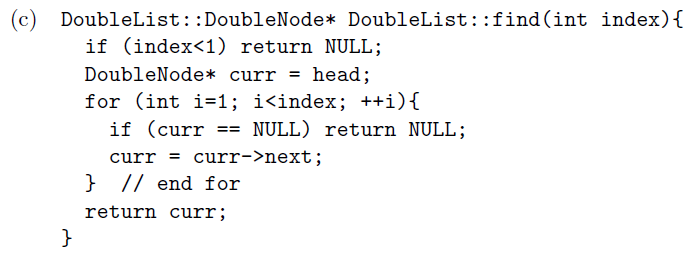 (c) DoubleList::DoubleNode* DoubleList::find(int index){
if (index<1) return NULL;
DoubleNode* curr = head;
for (int i=1; i<index; ++i){
if (curr == NULL) return NULL;
curr = curr->next;
} // end for
return curr;
}